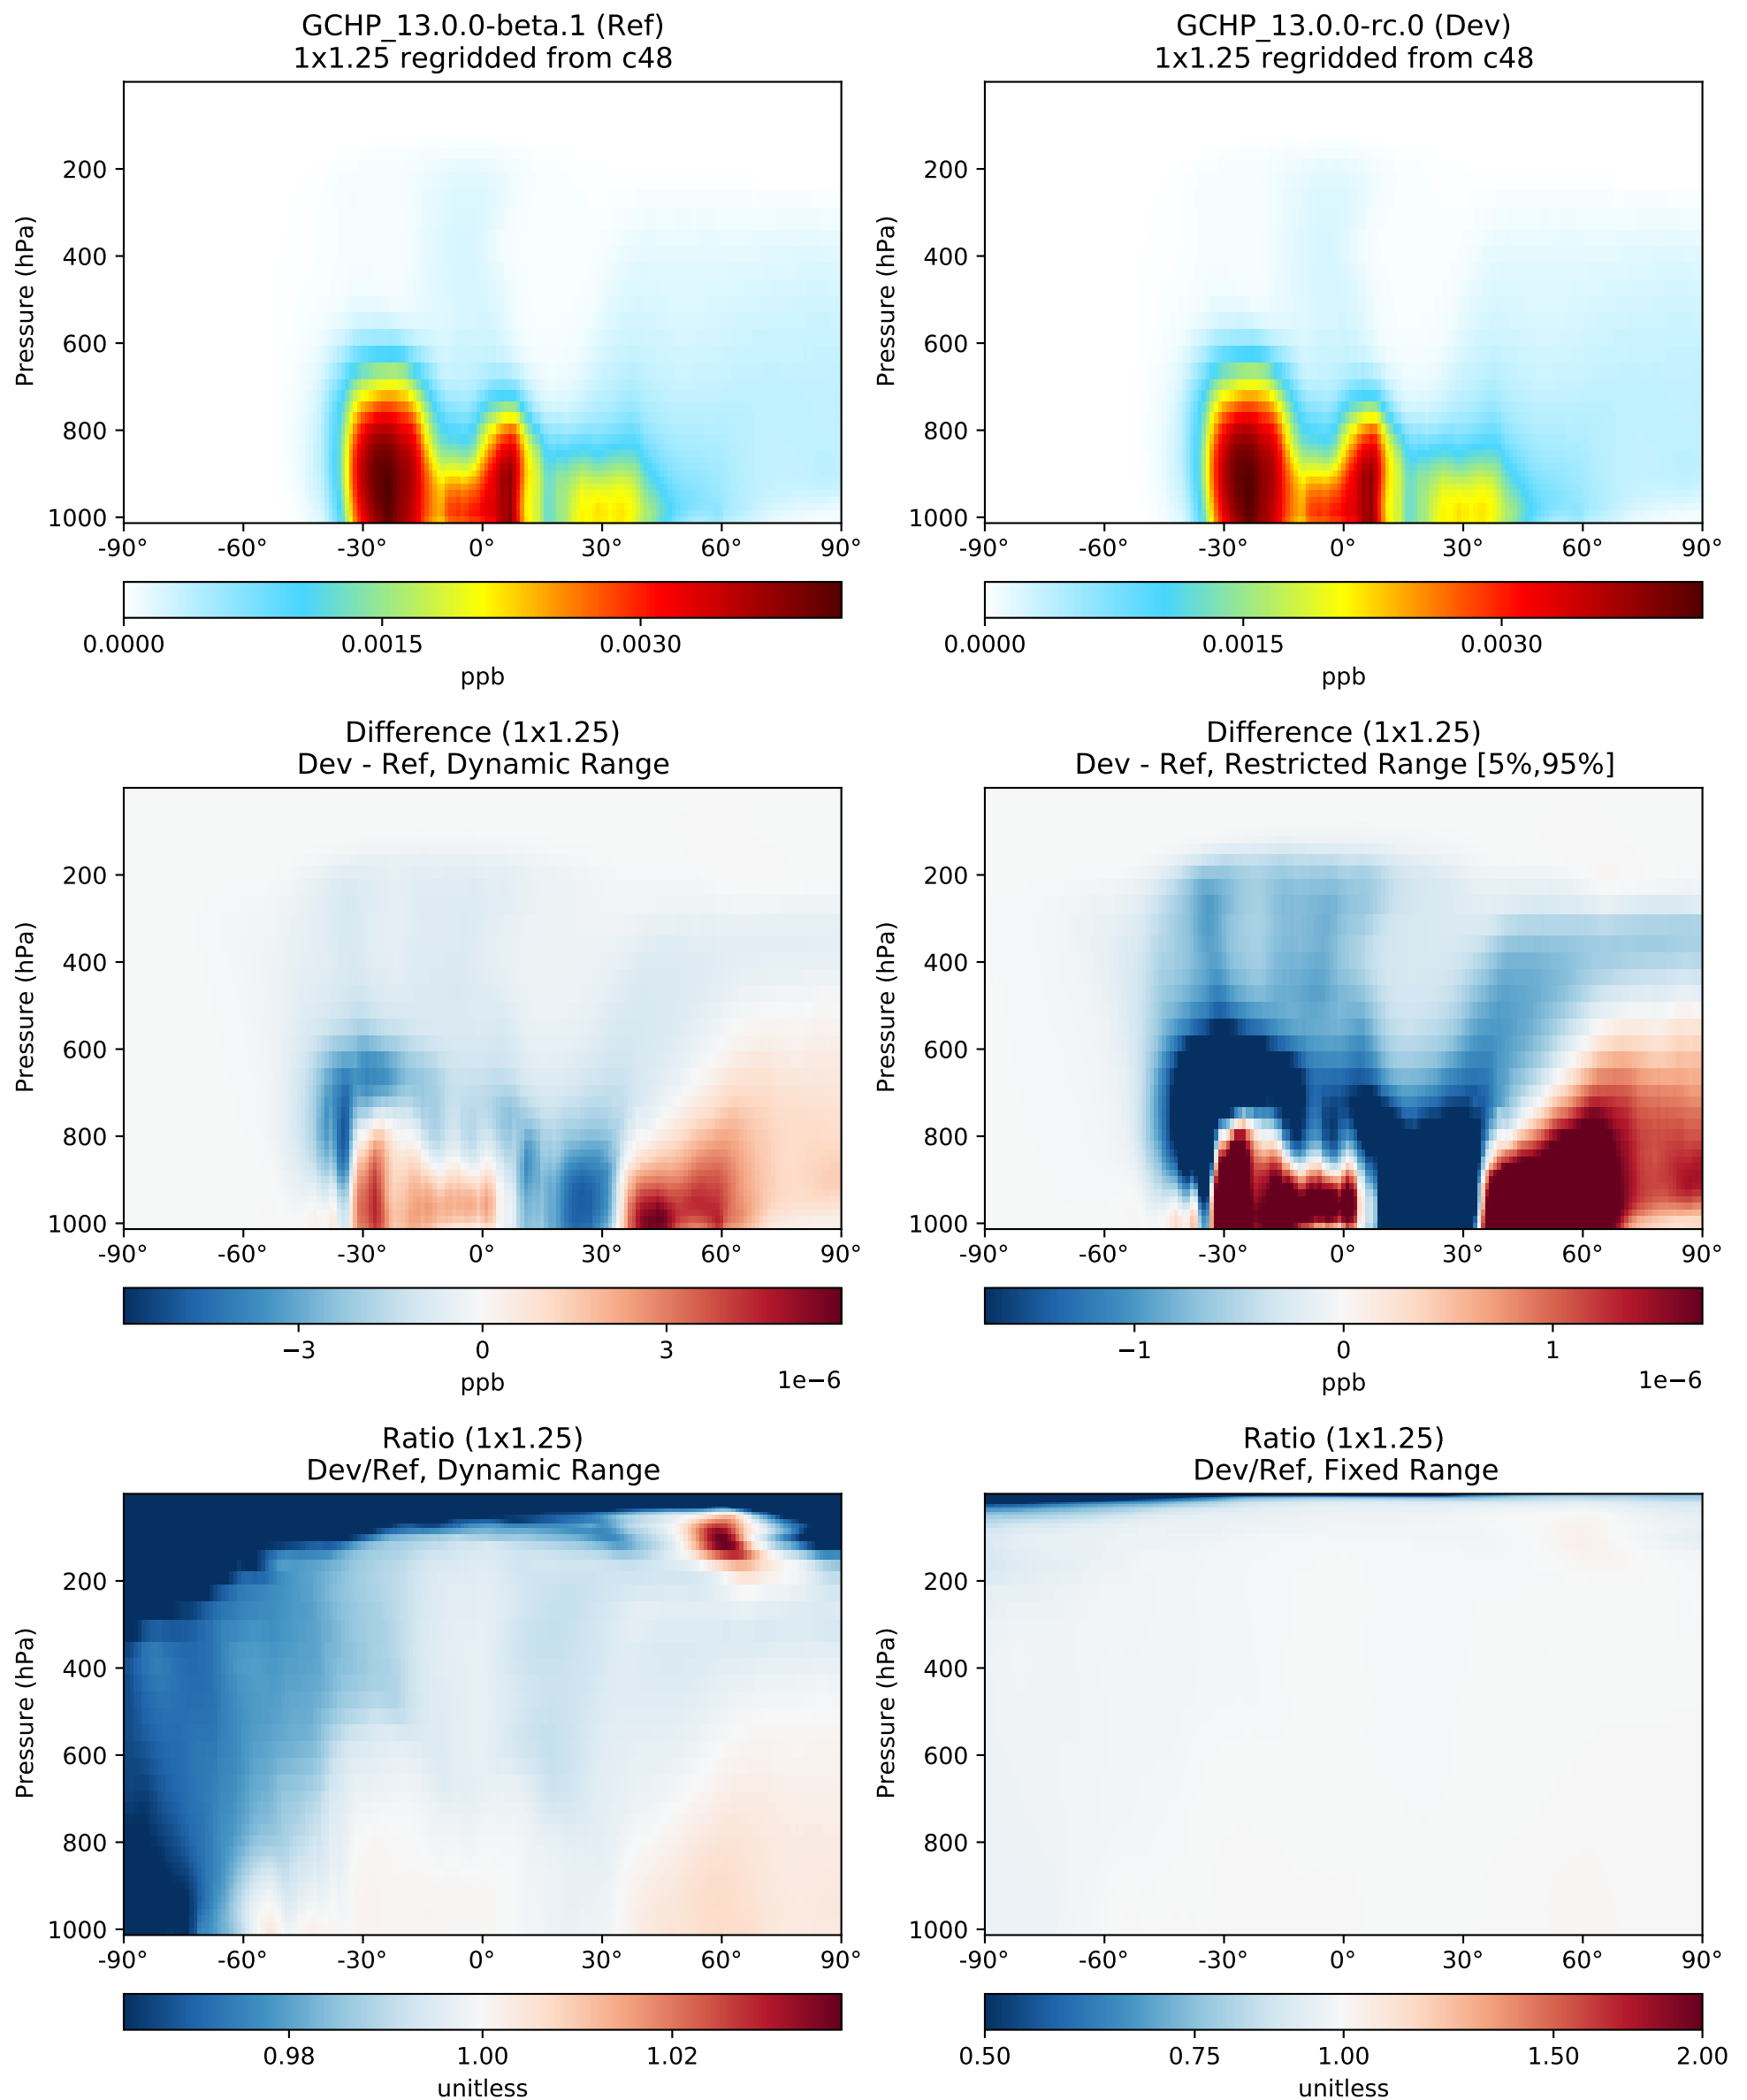 GCHP_13.0.0-beta.1 (Ref)
1x1.25 regridded from c48
Pressure (hPa)
200
400
600
800
1000
-90° -60° -30° 0° 30° 60° 90°
0.0000 0.0015 0.0030
ppb
GCHP_13.0.0-rc.0 (Dev)
1x1.25 regridded from c48
Pressure (hPa)
200
400
600
800
1000
-90° -60° -30° 0° 30° 60° 90°
0.0000 0.0015 0.0030
ppb
Difference (1x1.25)
Dev - Ref, Dynamic Range
Pressure (hPa)
200
400
600
800
1000
-90° -60° -30° 0° 30° 60° 90°
−3 0 3
1e−6
ppb
Difference (1x1.25)
Dev - Ref, Restricted Range [5%,95%]
Pressure (hPa)
200
400
600
800
1000
-90° -60° -30° 0° 30° 60° 90°
−1 0 1
1e−6
ppb
Ratio (1x1.25)
Dev/Ref, Dynamic Range
Pressure (hPa)
200
400
600
800
1000
-90° -60° -30° 0° 30° 60° 90°
0.98 1.00 1.02
unitless
Ratio (1x1.25)
Dev/Ref, Fixed Range
Pressure (hPa)
200
400
600
800
1000
-90° -60° -30° 0° 30° 60° 90°
0.50 0.75 1.00 1.50 2.00
unitless